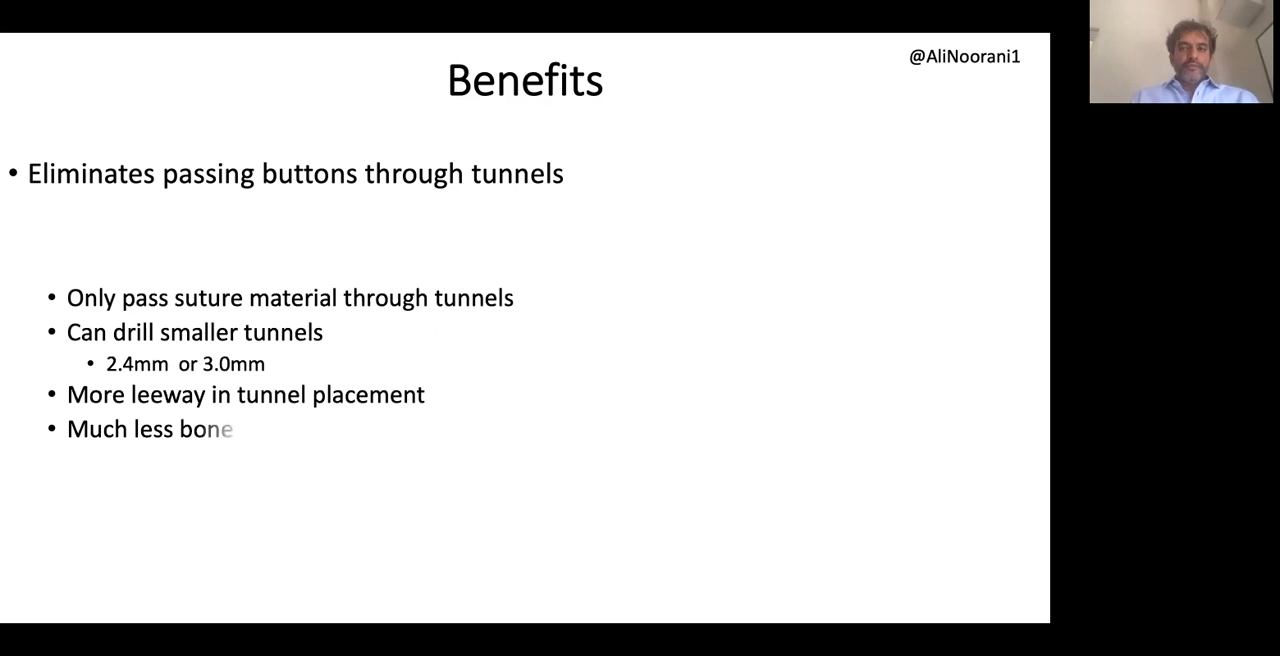 @AliNoorani1
Benefits
• Eliminates passing buttons through tunnels
• Only pass suture material through tunnels
• Can drill smaller tunnels
• 2.4mm or 3.0mm
• More leeway in tunnel placement
• Much less bone